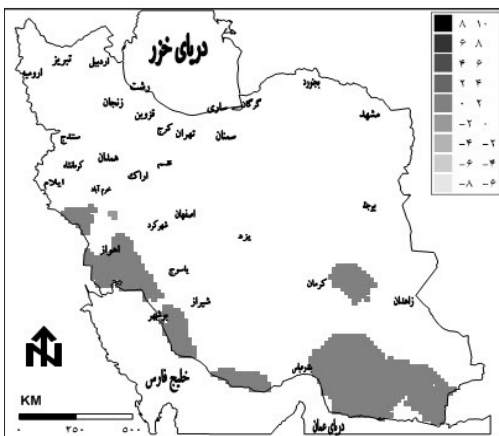 دریای خزر
۸ ۱۰
۶ ۸
۴ ۶
۲ ۴
۰ ۲
-۲ ۰
-۴ -۲
-۶ -۴
-۸ -۶
تبریز
اردبیل
ارومیه
رشت
زنجان
قزوین
ساری
گرگان
بجنورد
مشهد
سنندج
کرج
تهران
سمنان
همدان
کرمانشاه
قم
ایلام
خرم آباد
اراک
بیرجند
اصفهان
شهرکرد
یزد
اهواز
یاسوج
کرمان
زاهدان
شیراز
بوشهر
خلیج فارس
دریای عمان
N
KM
۰ ۲۵۰ ۵۰۰